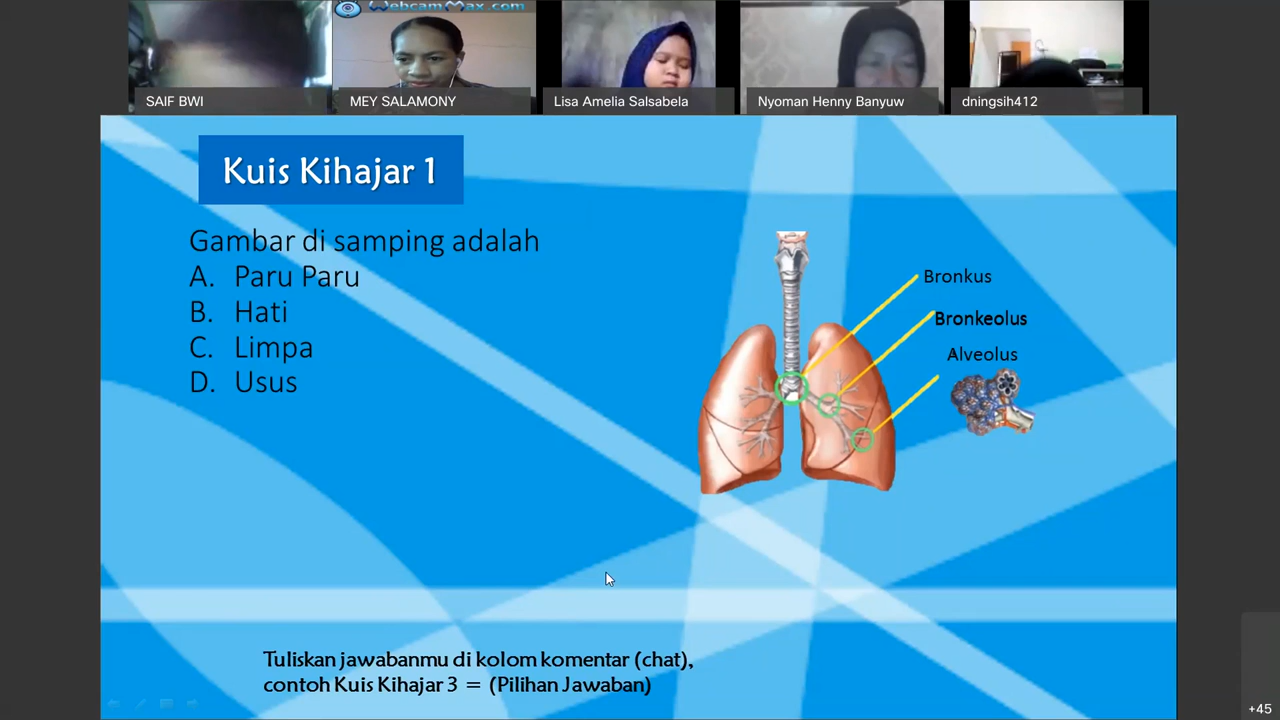 WebcamMax.com
SAIF BWI
MEY SALAMONY
Lisa Amelia Salsabela
Nyoman Henny Banyuw
dningsih412
Kuis Kihajar 1
Gambar di samping adalah
A. Paru Paru
B. Hati
C. Limpa
D. Usus
Bronkus
Bronkeolus
Alveolus
Tuliskan jawabanmu di kolom komentar (chat),
contoh Kuis Kihajar 3 = (Pilihan Jawaban)
+45